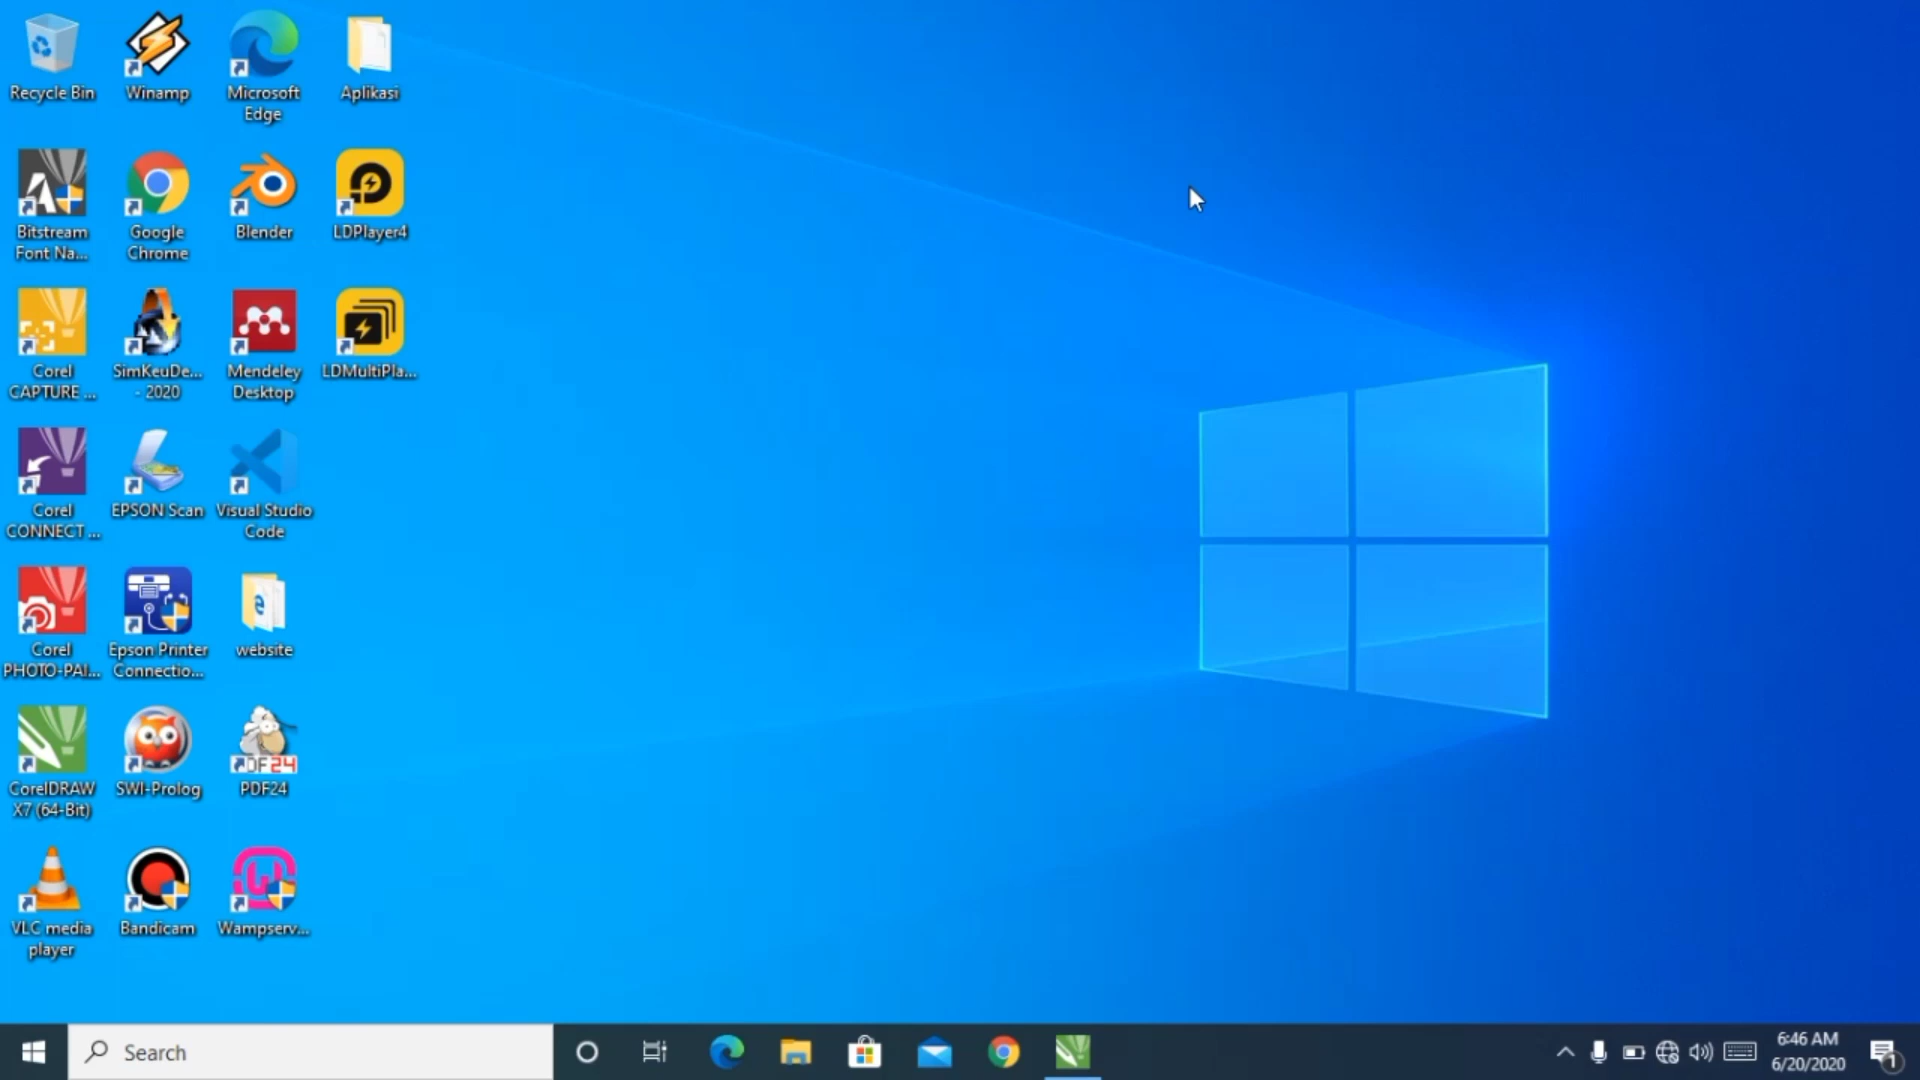 Recycle Bin
Winamp
Microsoft
Edge
Aplikasi
Bitstream
Font Na...
Google
Chrome
Blender
LDPlayer4
Corel
CAPTURE ...
SimKeuDe...
- 2020
Mendeley
Desktop
LDMultiPla...
Corel
CONNECT ...
EPSON Scan
Visual Studio
Code
Corel
PHOTO-PAI...
Epson Printer
Connectio...
website
CorelDRAW
X7 (64-Bit)
SWI-Prolog
PDF24
VLC media
player
Bandicam
Wampserv...
Search
6:46 AM
6/20/2020
1